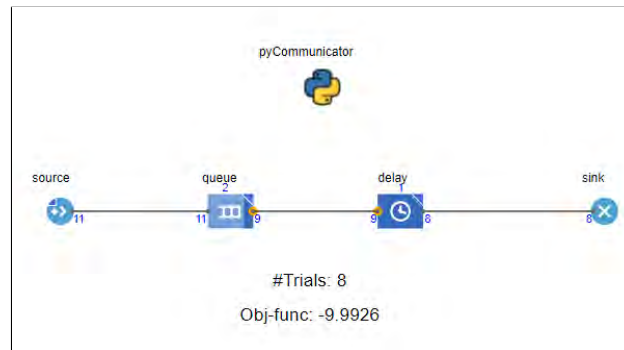 pyCommunicator
source queue delay sink
2 1
11 11 9 9 8 8
#Trials: 8
Obj-func: -9.9926